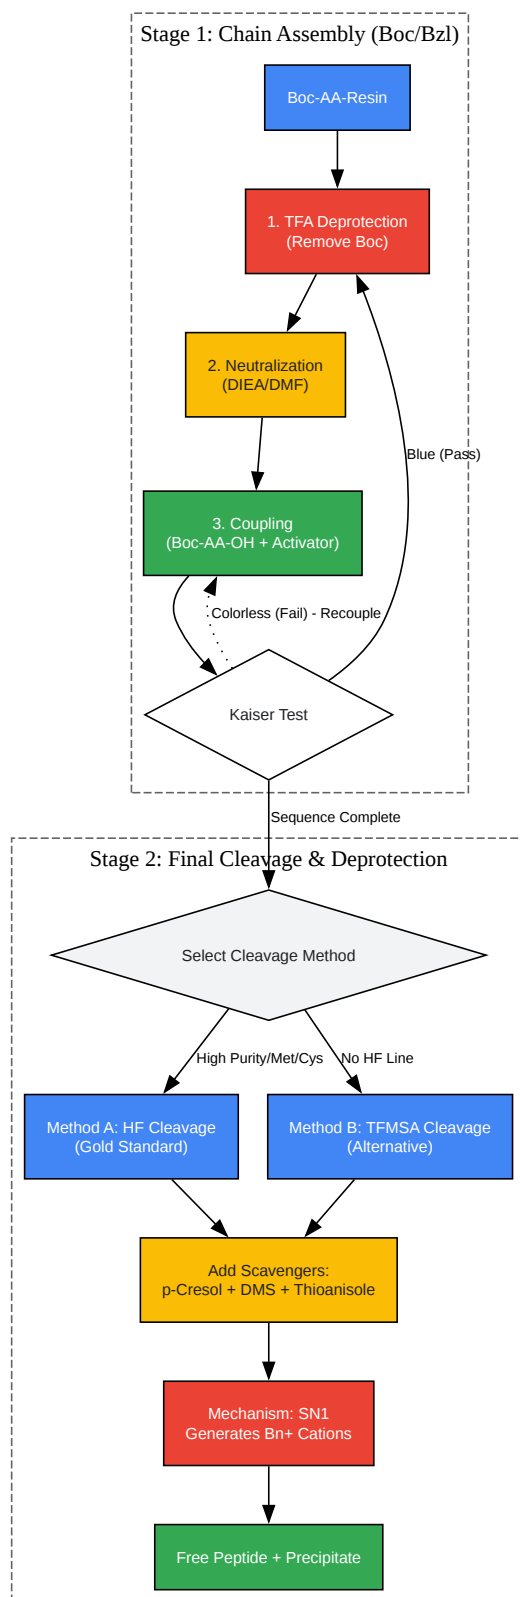 Stage 1: Chain Assembly (Boc/Bzl)
Boc-AA-Resin
1. TFA Deprotection
(Remove Boc)
2. Neutralization
(DIEA/DMF)
Blue (Pass)
3. Coupling
(Boc-AA-OH + Activator)
Colorless (Fail) - Recouple
Kaiser Test
Sequence Complete
Stage 2: Final Cleavage & Deprotection
Select Cleavage Method
High Purity/Met/Cys
No HF Line
Method A: HF Cleavage
(Gold Standard)
Method B: TFMSA Cleavage
(Alternative)
Add Scavengers:
p-Cresol + DMS + Thioanisole
Mechanism: SN1
Generates Bn+ Cations
Free Peptide + Precipitate